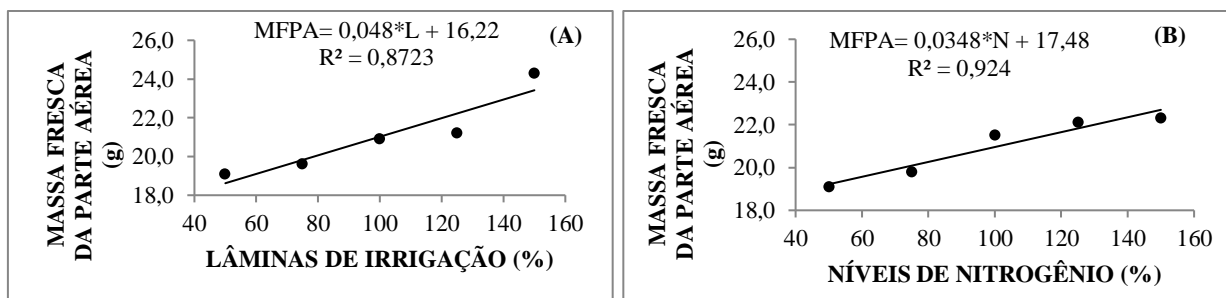 MFPA= 0,048*L + 16,22
R² = 0,8723
(A)
26,0
24,0
22,0
20,0
18,0
40 60 80 100 120 140 160
MASSA FRESCA
DA PARTE AÉREA
(g)
LÂMINAS DE IRRIGAÇÃO (%)
MFPA= 0,0348*N + 17,48
R² = 0,924
(B)
26,0
24,0
22,0
20,0
18,0
40 60 80 100 120 140 160
MASSA FRESCA
DA PARTE AÉREA
g)
NÍVEIS DE NITROGÊNIO (%)